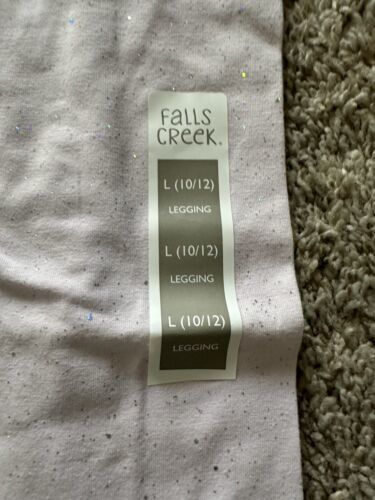 Falls
Creek.
L (10/12)
LEGGING
L (10/12)
LEGGING
L (10/12)
LEGGING